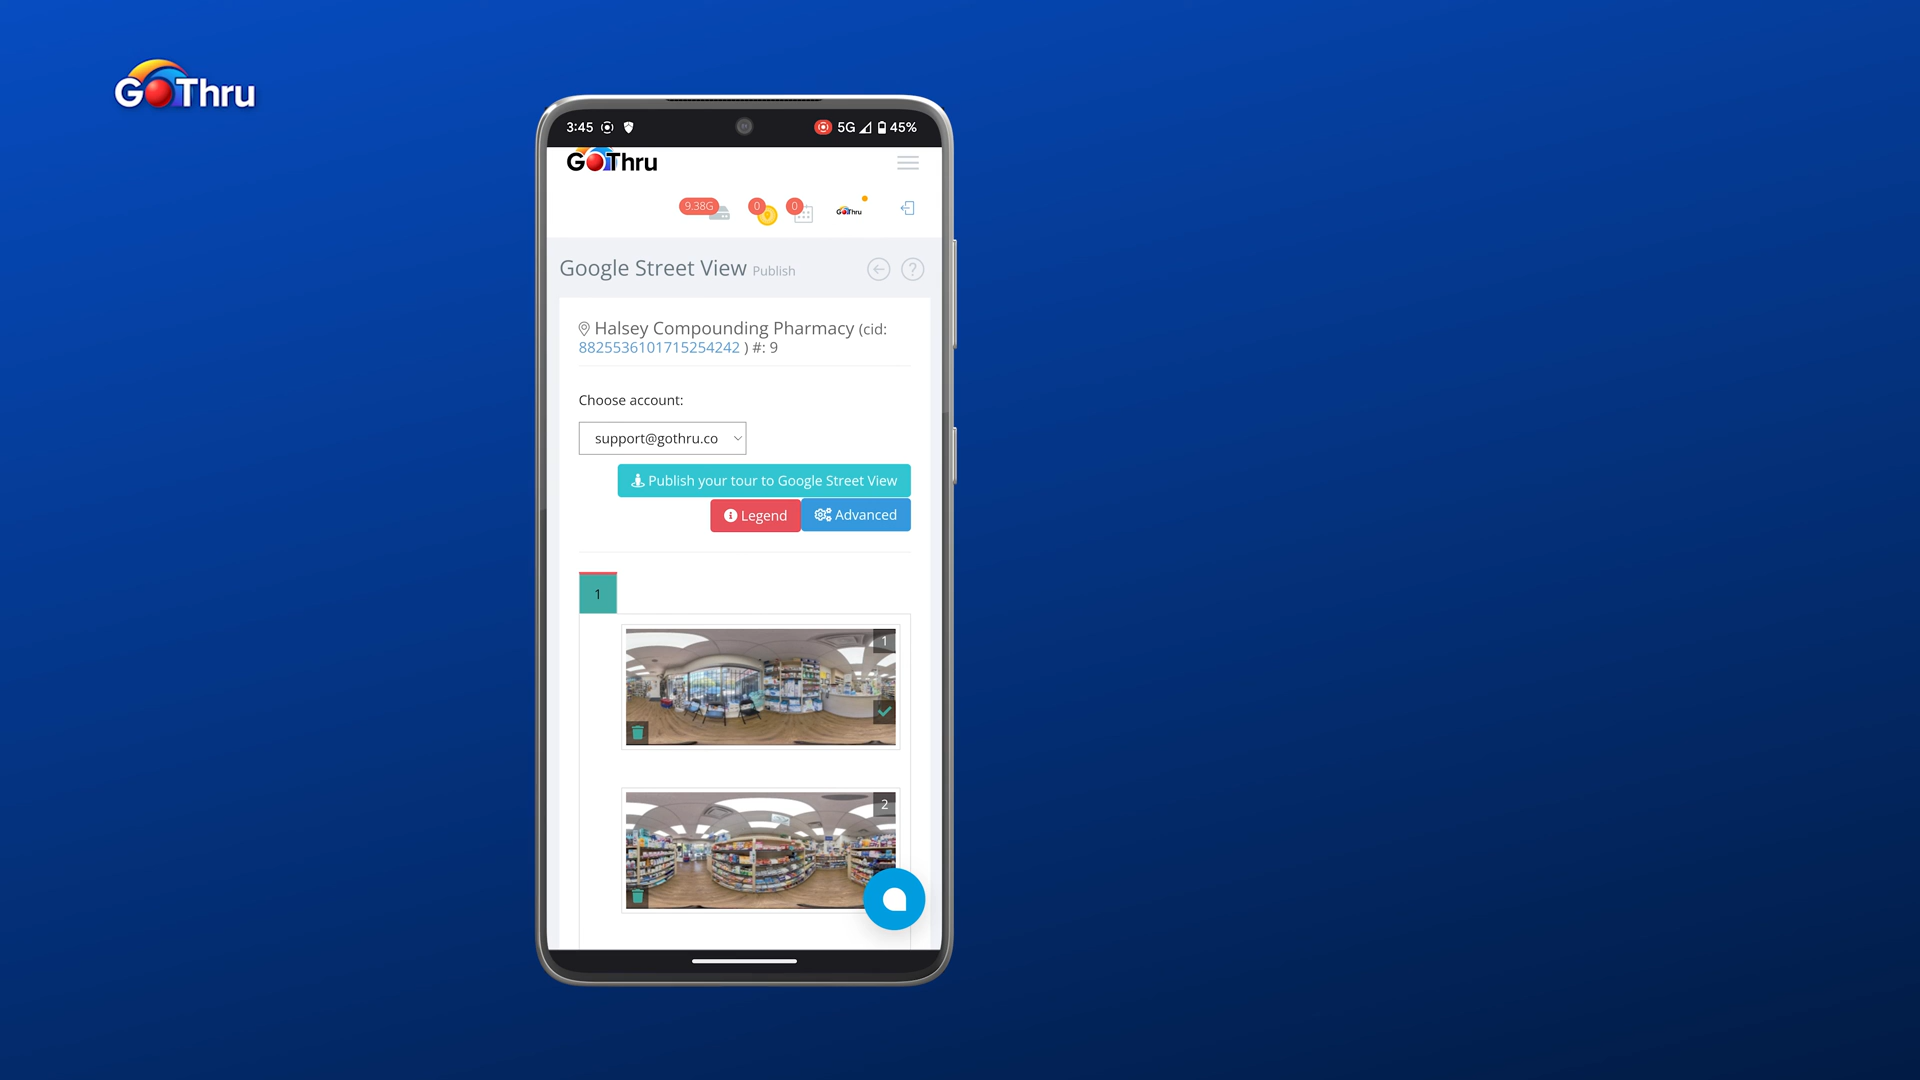 GoThru
3:45 5G 45%
GoThru
9.38G 0 0 GoThru
Google Street View Publish
Halsey Compounding Pharmacy (cid:
8825536101715254242 ) #: 9
Choose account:
support@gothru.co
Publish your tour to Google Street View
Legend Advanced
1
1
2